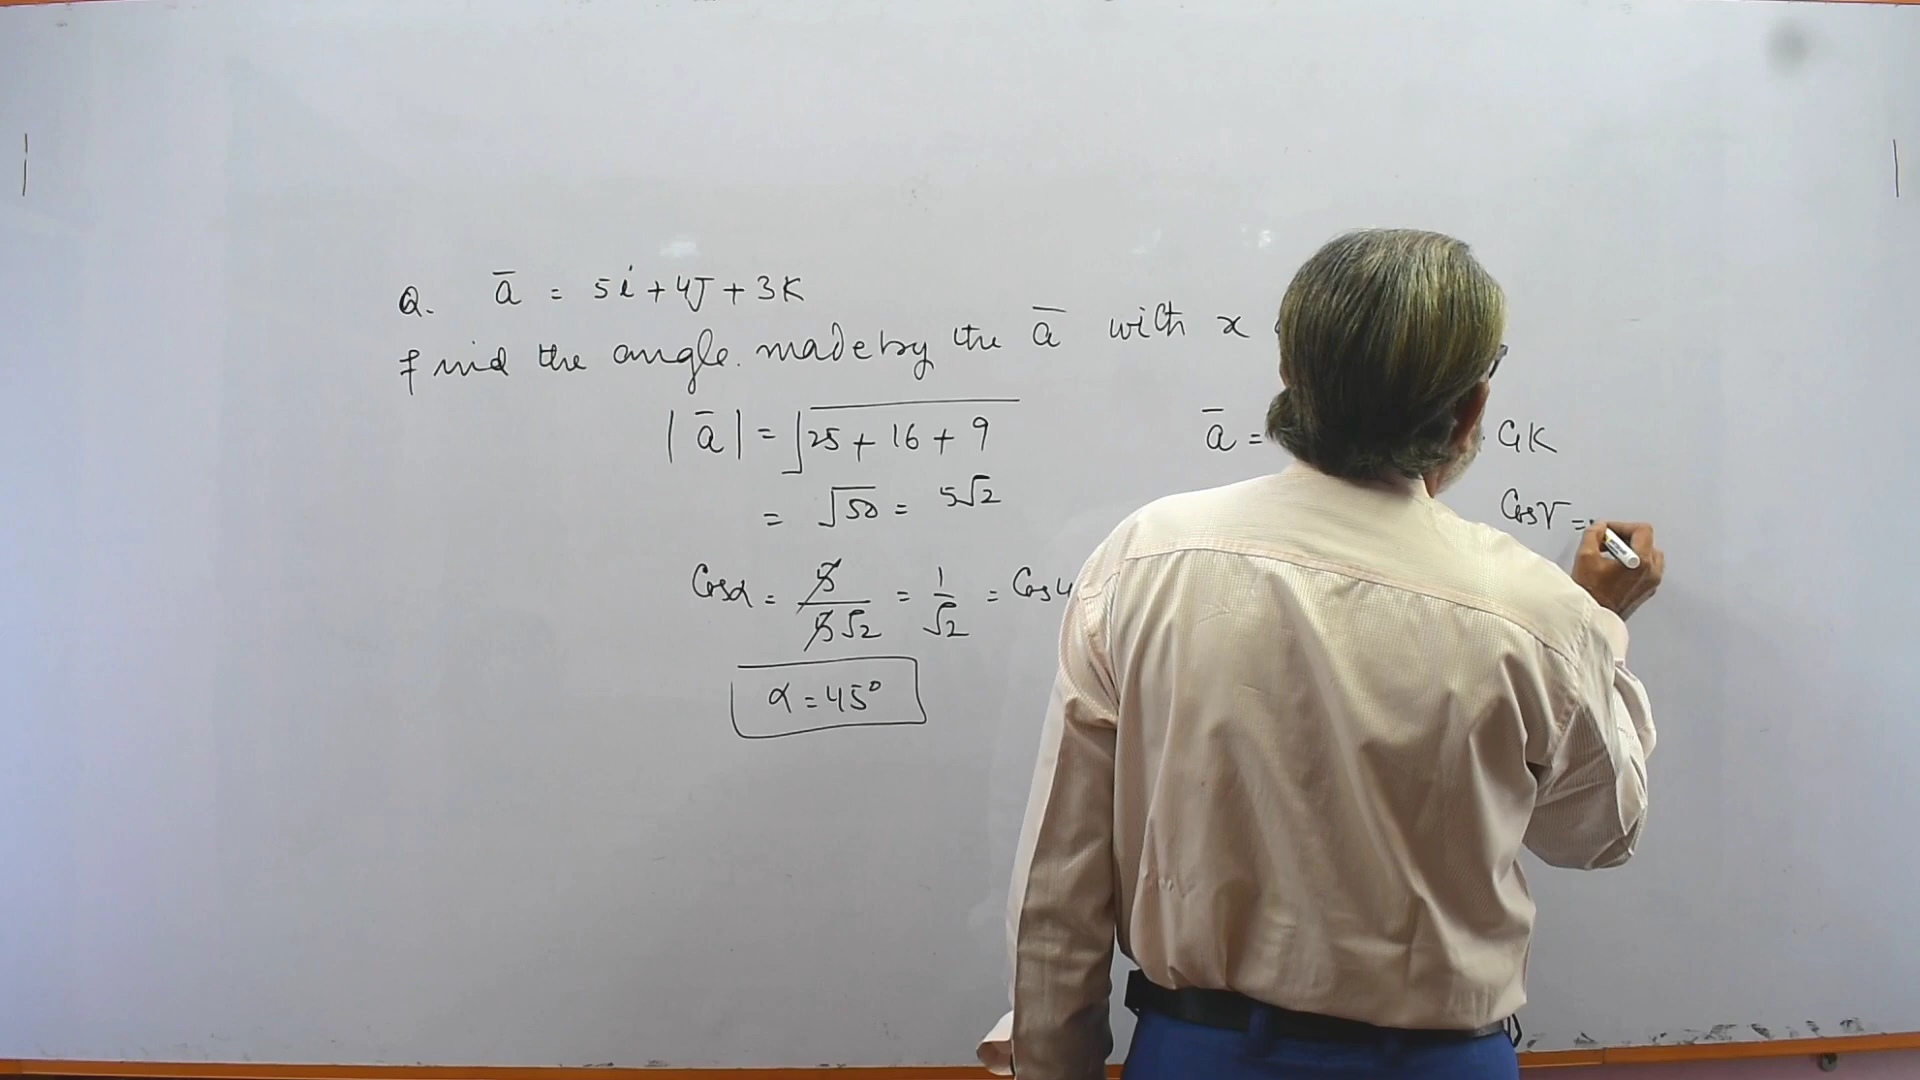 Q. ā = 5i + 4J + 3K
Find the angle. made by the ā with x
|ā| = √25 + 16 + 9
= √50 = 5√2
Cosα = 5/5√2 = 1/√2 = Cos4
α = 45°
ā =
GK
Cosγ =